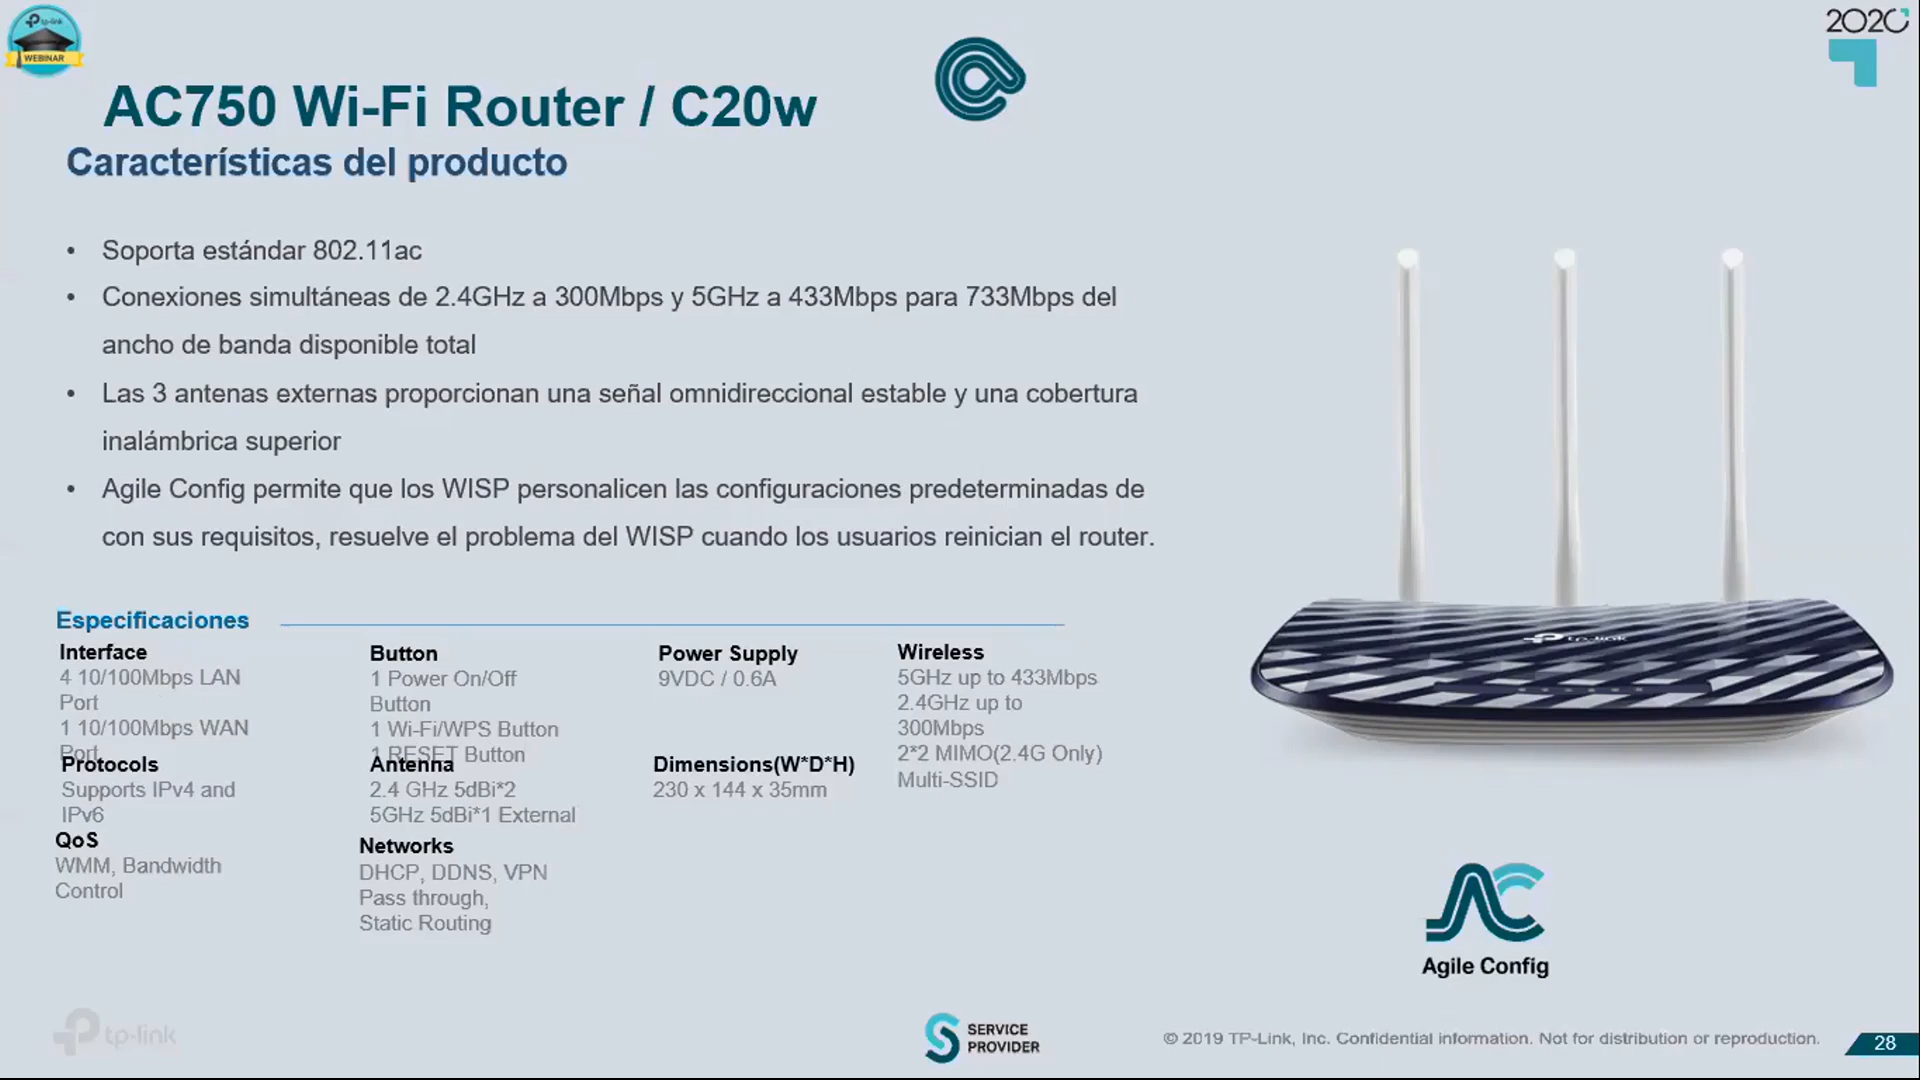 tp-link
WEBINAR
2020
AC750 Wi-Fi Router / C20w
Características del producto
• Soporta estándar 802.11ac
• Conexiones simultáneas de 2.4GHz a 300Mbps y 5GHz a 433Mbps para 733Mbps del
ancho de banda disponible total
• Las 3 antenas externas proporcionan una señal omnidireccional estable y una cobertura
inalámbrica superior
• Agile Config permite que los WISP personalicen las configuraciones predeterminadas de
con sus requisitos, resuelve el problema del WISP cuando los usuarios reinician el router.
tp-link
Especificaciones
Interface
4 10/100Mbps LAN
Port
1 10/100Mbps WAN
Port
Button
1 Power On/Off
Button
1 Wi-Fi/WPS Button
1 RESET Button
Power Supply
9VDC / 0.6A
Wireless
5GHz up to 433Mbps
2.4GHz up to
300Mbps
2*2 MIMO(2.4G Only)
Multi-SSID
Protocols
Supports IPv4 and
IPv6
Antenna
2.4 GHz 5dBi*2
5GHz 5dBi*1 External
Dimensions(W*D*H)
230 x 144 x 35mm
QoS
WMM, Bandwidth
Control
Networks
DHCP, DDNS, VPN
Pass through,
Static Routing
AC
Agile Config
tp-link
SERVICE
PROVIDER
© 2019 TP-Link, Inc. Confidential information. Not for distribution or reproduction.
28